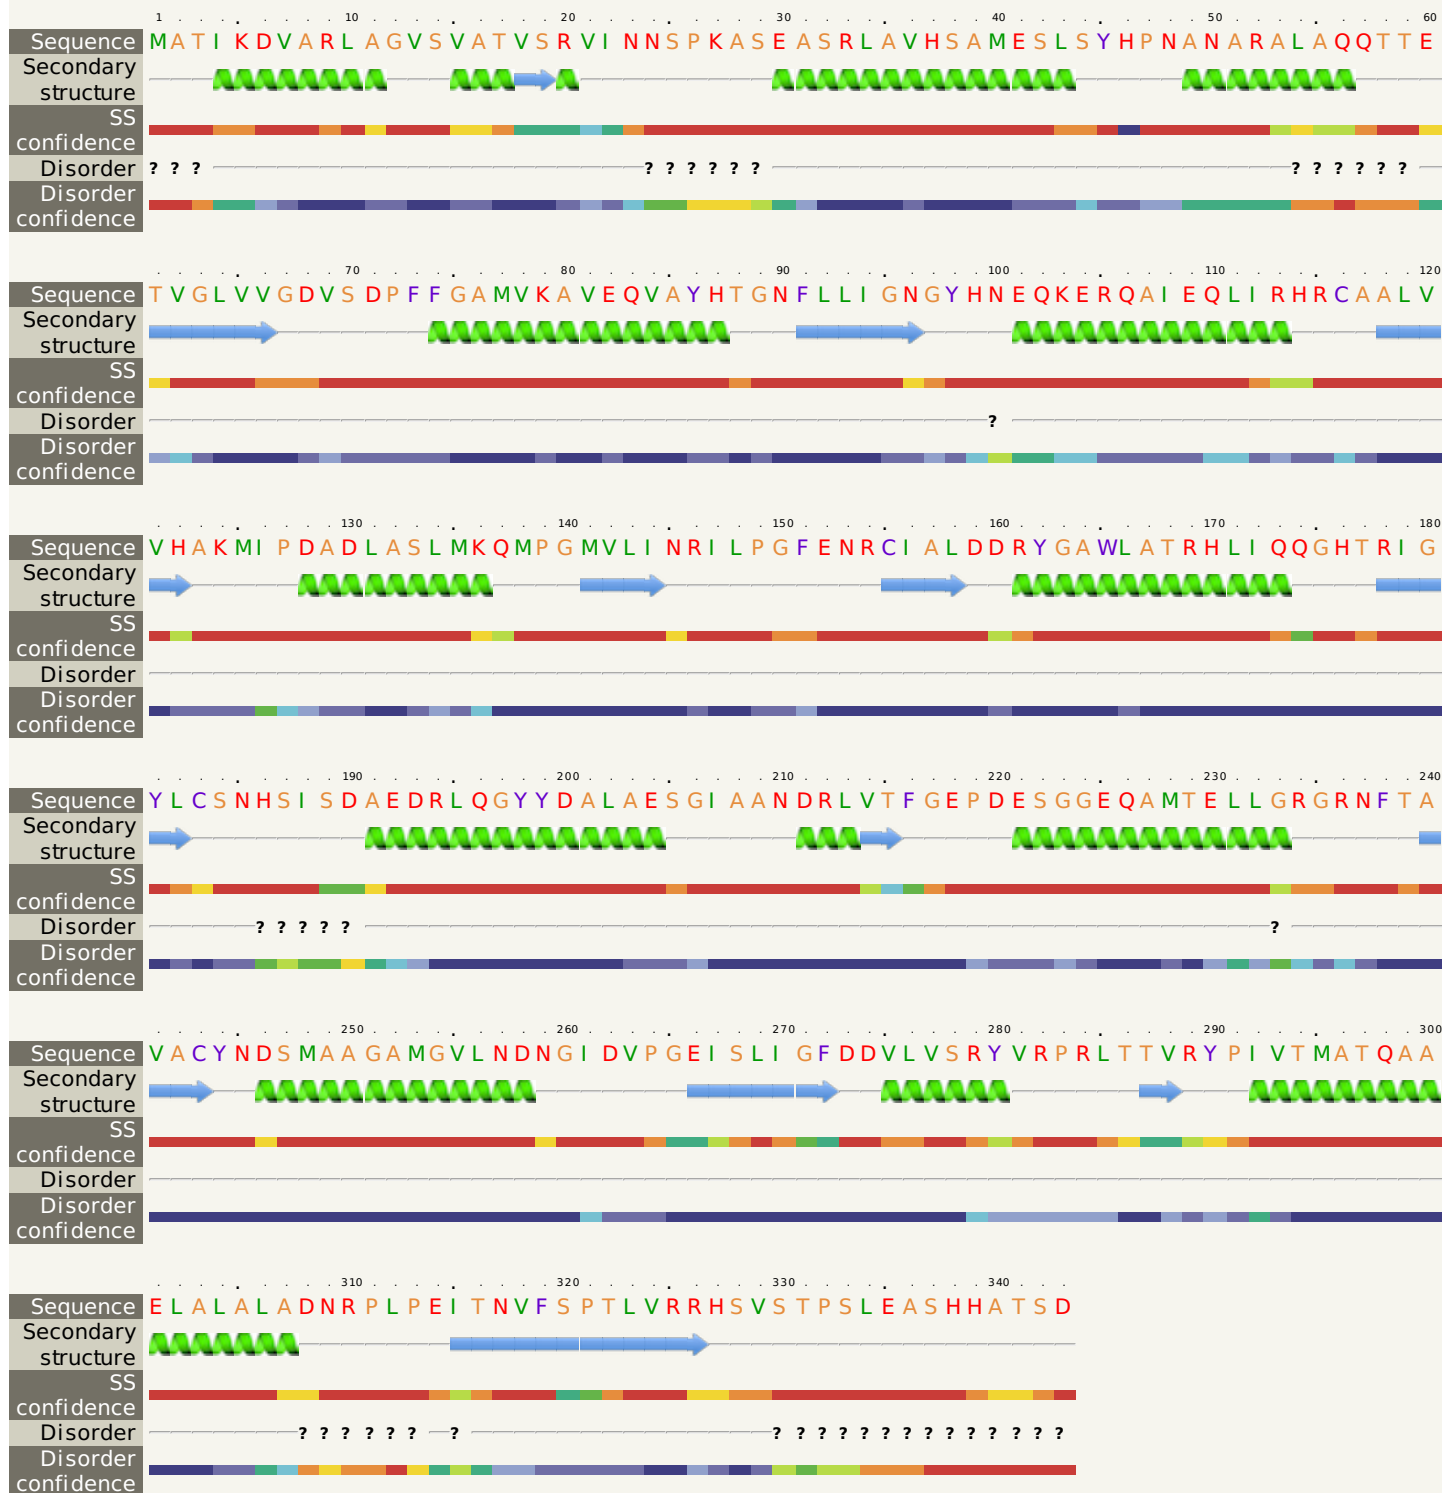 1 . . . . . . . 10 . . . . . . . . 20 . . . . . . . . 30 . . . . . . . . 40 . . . . . . . . 50 . . . . . . . . 60
Sequence MATIKDVARLAGVSVATVSRVINNSPKASEASRLAVHSAMESLSYHPNANARALAQQTTE
Secondary
structure
SS
confidence
Disorder ? ? ? ? ? ? ? ? ? ? ? ? ? ? ?
Disorder
confidence
. . . . . . . . 70 . . . . . . . . 80 . . . . . . . . 90 . . . . . . . . 100 . . . . . . . . 110 . . . . . . . . 120
Sequence TVGLVVGDVSDPFFGAMVKAVEQVAYHTGNFLLIGNGYHNEQKERQAIEQLIRHRCAALV
Secondary
structure
SS
confidence
Disorder ?
Disorder
confidence
. . . . . . . . 130 . . . . . . . . 140 . . . . . . . . 150 . . . . . . . . 160 . . . . . . . . 170 . . . . . . . . 180
Sequence VHAKMIPDADLASLMKQMPGMVLINRILPGFENRCIALDDRYGAWLATRHLIQQGHTRIG
Secondary
structure
SS
confidence
Disorder
Disorder
confidence
. . . . . . . . 190 . . . . . . . . 200 . . . . . . . . 210 . . . . . . . . 220 . . . . . . . . 230 . . . . . . . . 240
Sequence YLCSNHSISDAEDRLQGYYDALAESGIAANDRLVTFGEPDESGGEQAMTELLGRGRNFTA
Secondary
structure
SS
confidence
Disorder ? ? ? ? ? ?
Disorder
confidence
. . . . . . . . 250 . . . . . . . . 260 . . . . . . . . 270 . . . . . . . . 280 . . . . . . . . 290 . . . . . . . . 300
Sequence VACYNDSMAAGAMGVLNDNGIDVPGEISLIGFDDVLVSRYVRPRLTTVRYPIVTMATQAA
Secondary
structure
SS
confidence
Disorder
Disorder
confidence
. . . . . . . . 310 . . . . . . . . 320 . . . . . . . . 330 . . . . . . . . 340 . . .
Sequence ELALALADNRPLPEITNVFSPTLVRRHSVSTPSLEASHHATSD
Secondary
structure
SS
confidence
Disorder ? ? ? ? ? ? ? ? ? ? ? ? ? ? ? ? ? ? ? ? ?
Disorder
confidence